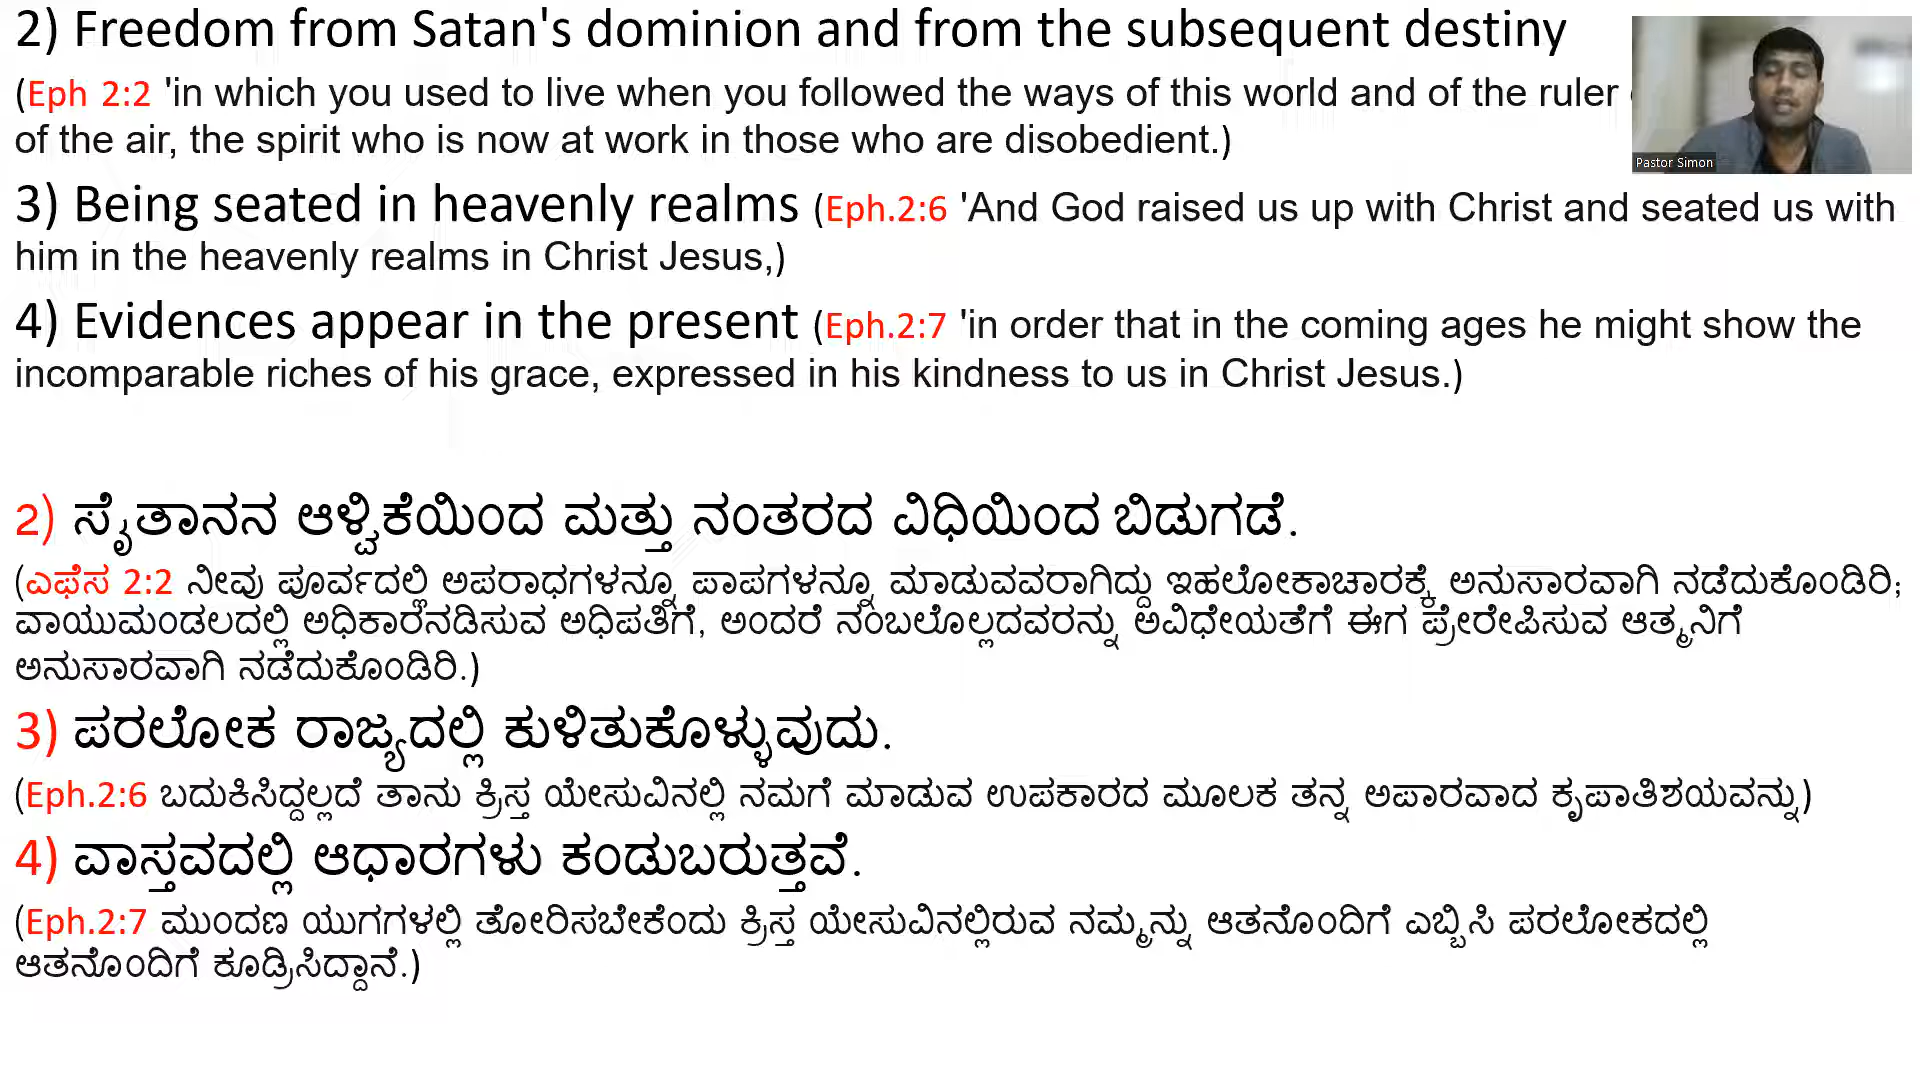 2) Freedom from Satan's dominion and from the subsequent destiny
(Eph 2:2 'in which you used to live when you followed the ways of this world and of the ruler
of the air, the spirit who is now at work in those who are disobedient.)
Pastor Simon
3) Being seated in heavenly realms (Eph.2:6 'And God raised us up with Christ and seated us with
him in the heavenly realms in Christ Jesus,)
4) Evidences appear in the present (Eph.2:7 'in order that in the coming ages he might show the
incomparable riches of his grace, expressed in his kindness to us in Christ Jesus.)
2) ಸೈತಾನನ ಆಳ್ವಿಕೆಯಿಂದ ಮತ್ತು ನಂತರದ ವಿಧಿಯಿಂದ ಬಿಡುಗಡೆ.
(ಎಫೆಸ 2:2 ನೀವು ಪೂರ್ವದಲ್ಲಿ ಅಪರಾಧಗಳನ್ನೂ ಪಾಪಗಳನ್ನೂ ಮಾಡುವವರಾಗಿದ್ದು ಇಹಲೋಕಾಚಾರಕ್ಕೆ ಅನುಸಾರವಾಗಿ ನಡೆದುಕೊಂಡಿರಿ;
ವಾಯುಮಂಡಲದಲ್ಲಿ ಅಧಿಕಾರನಡಿಸುವ ಅಧಿಪತಿಗೆ, ಅಂದರೆ ನಂಬಲೊಲ್ಲದವರನ್ನು ಅವಿಧೇಯತೆಗೆ ಈಗ ಪ್ರೇರೇಪಿಸುವ ಆತ್ಮನಿಗೆ
ಅನುಸಾರವಾಗಿ ನಡೆದುಕೊಂಡಿರಿ.)
3) ಪರಲೋಕ ರಾಜ್ಯದಲ್ಲಿ ಕುಳಿತುಕೊಳ್ಳುವುದು.
(Eph.2:6 ಬದುಕಿಸಿದ್ದಲ್ಲದೆ ತಾನು ಕ್ರಿಸ್ತ ಯೇಸುವಿನಲ್ಲಿ ನಮಗೆ ಮಾಡುವ ಉಪಕಾರದ ಮೂಲಕ ತನ್ನ ಅಪಾರವಾದ ಕೃಪಾತಿಶಯವನ್ನು)
4) ವಾಸ್ತವದಲ್ಲಿ ಆಧಾರಗಳು ಕಂಡುಬರುತ್ತವೆ.
(Eph.2:7 ಮುಂದಣ ಯುಗಗಳಲ್ಲಿ ತೋರಿಸಬೇಕೆಂದು ಕ್ರಿಸ್ತ ಯೇಸುವಿನಲ್ಲಿರುವ ನಮ್ಮನ್ನು ಆತನೊಂದಿಗೆ ಎಬ್ಬಿಸಿ ಪರಲೋಕದಲ್ಲಿ
ಆತನೊಂದಿಗೆ ಕೂಡ್ರಿಸಿದ್ದಾನೆ.)